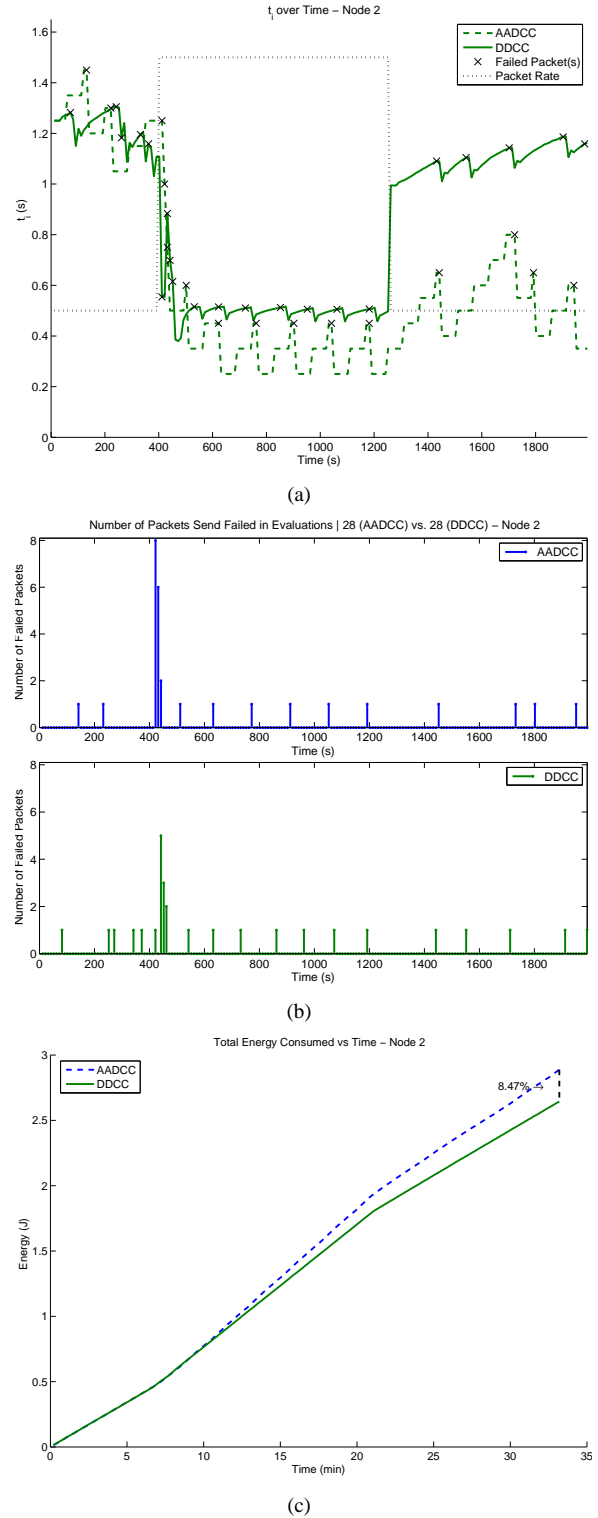 t_i over Time − Node 2
AADCC
DDCC
Failed Packet(s)
Packet Rate
1.6
1.4
1.2
1
0.8
0.6
0.4
0.2
0
t_i (s)
0 200 400 600 800 1000 1200 1400 1600 1800
Time (s)
(a)
Number of Packets Send Failed in Evaluations | 28 (AADCC) vs. 28 (DDCC) − Node 2
AADCC
8
6
4
2
0
Number of Failed Packets
0 200 400 600 800 1000 1200 1400 1600 1800
Time (s)
DDCC
8
6
4
2
0
Number of Failed Packets
0 200 400 600 800 1000 1200 1400 1600 1800
Time (s)
(b)
Total Energy Consumed vs Time − Node 2
AADCC
DDCC
8.47% →
3
2.5
2
1.5
1
0.5
0
Energy (J)
0 5 10 15 20 25 30 35
Time (min)
(c)